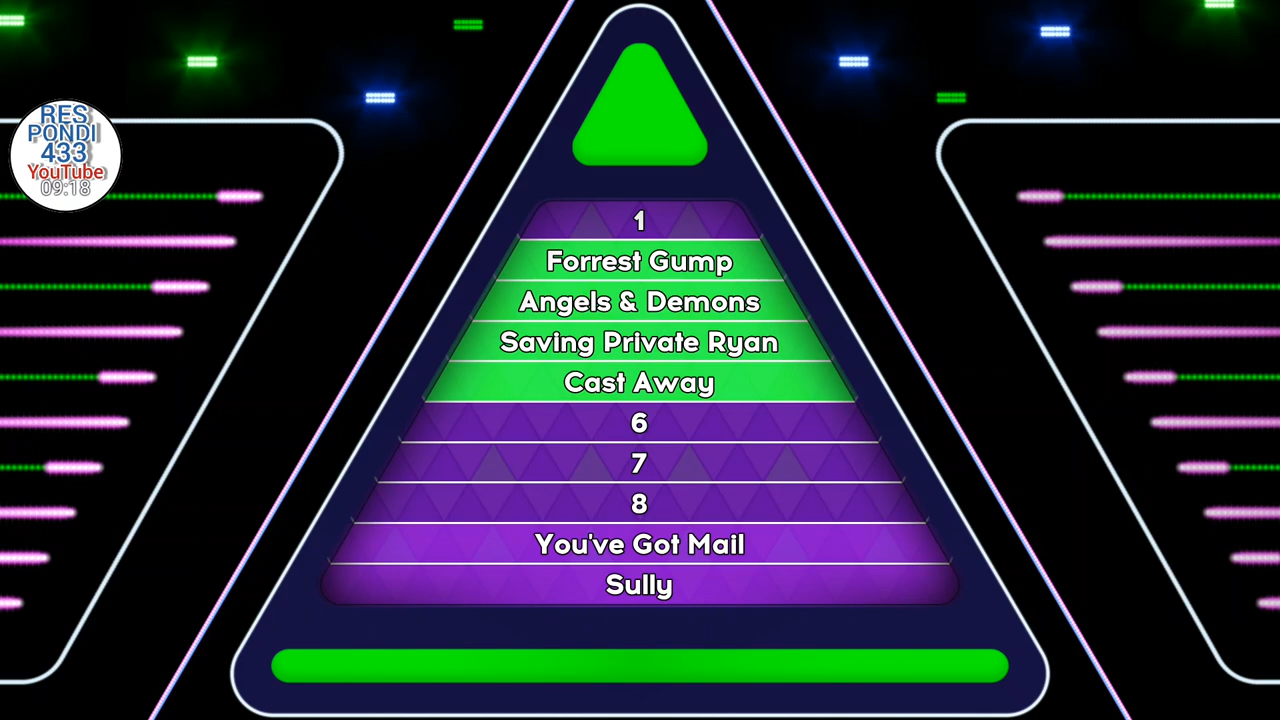 RES
PONDI
433
YouTube
09:18
1
Forrest Gump
Angels & Demons
Saving Private Ryan
Cast Away
6
7
8
You've Got Mail
Sully